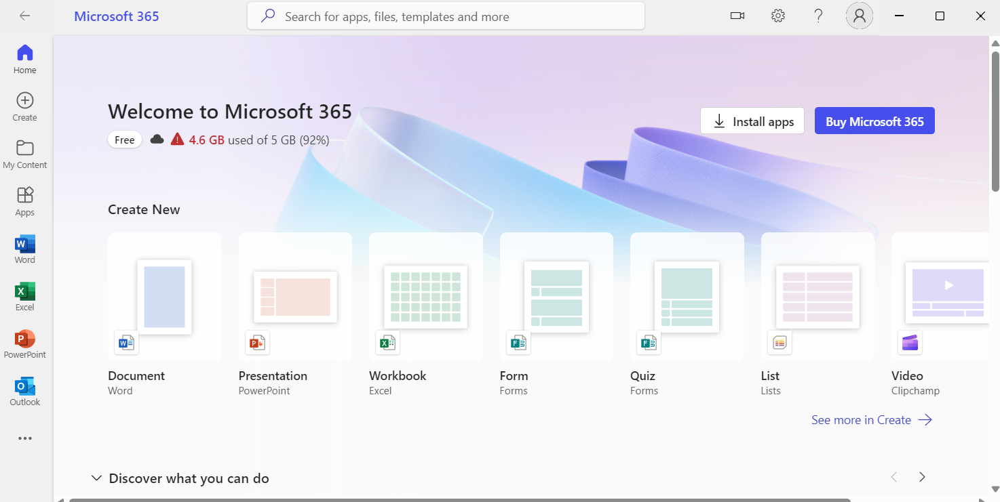 Microsoft 365
Search for apps, files, templates and more
Home
Create
My Content
Apps
Word
Excel
PowerPoint
Outlook
Welcome to Microsoft 365
Free 4.6 GB used of 5 GB (92%)
Install apps
Buy Microsoft 365
Create New
Document
Word
Presentation
PowerPoint
Workbook
Excel
Form
Forms
Quiz
Forms
List
Lists
Video
Clipchamp
See more in Create
Discover what you can do